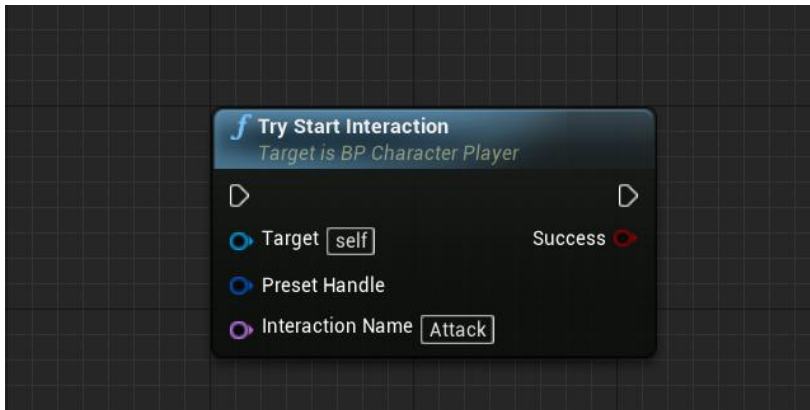 f Try Start Interaction
Target is BP Character Player
Target self
Success
Preset Handle
Interaction Name Attack